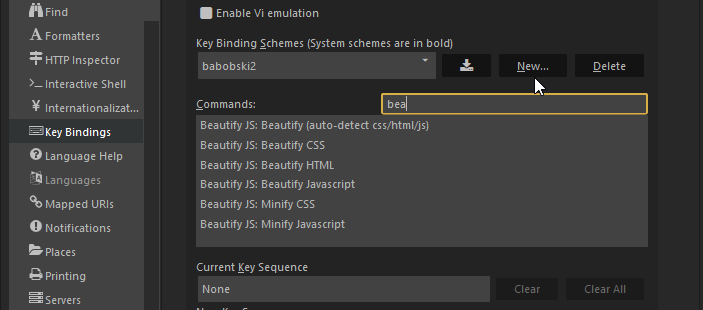 Find
Formatters
HTTP Inspector
Interactive Shell
Internationalizat...
Key Bindings
Language Help
Languages
Mapped URIs
Notifications
Places
Printing
Servers
Enable Vi emulation
Key Binding Schemes (System schemes are in bold)
babobski2
New...
Delete
Commands:
bea
Beautify JS: Beautify (auto-detect css/html/js)
Beautify JS: Beautify CSS
Beautify JS: Beautify HTML
Beautify JS: Beautify Javascript
Beautify JS: Minify CSS
Beautify JS: Minify Javascript
Current Key Sequence
None
Clear
Clear All